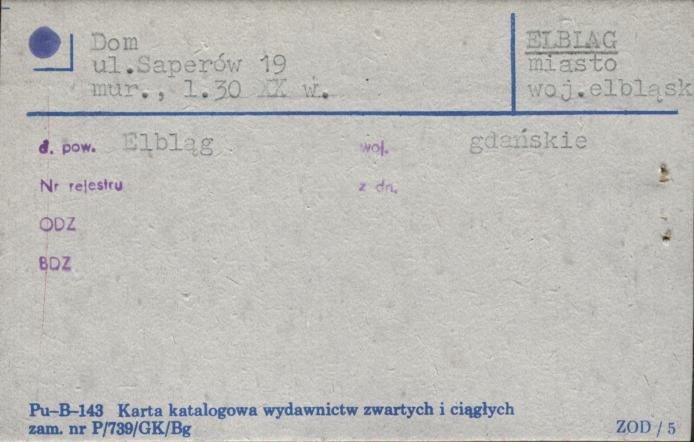 Dom
ul.Saperów 19
mur., l.30 XX w.
ELBLĄG
miasto
woj.elbląsk
d. pow. Elbląg woj. gdańskie
Nr rejestru z dn.
ODZ
BDZ
Pu-B-143 Karta katalogowa wydawnictw zwartych i ciągłych
zam. nr P/739/GK/Bg
ZOD / 5